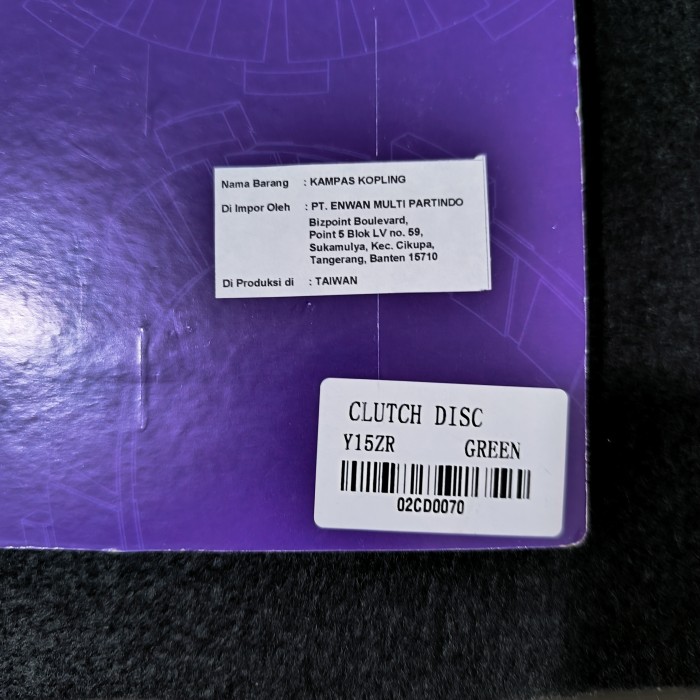 Nama Barang : KAMPAS KOPLING
Di Impor Oleh : PT. ENWAN MULTI PARTINDO
Bizpoint Boulevard,
Point 5 Blok LV no. 59,
Sukamulya, Kec. Cikupa,
Tangerang, Banten 15710
Di Produksi di : TAIWAN
CLUTCH DISC
Y15ZR GREEN
02CD0070